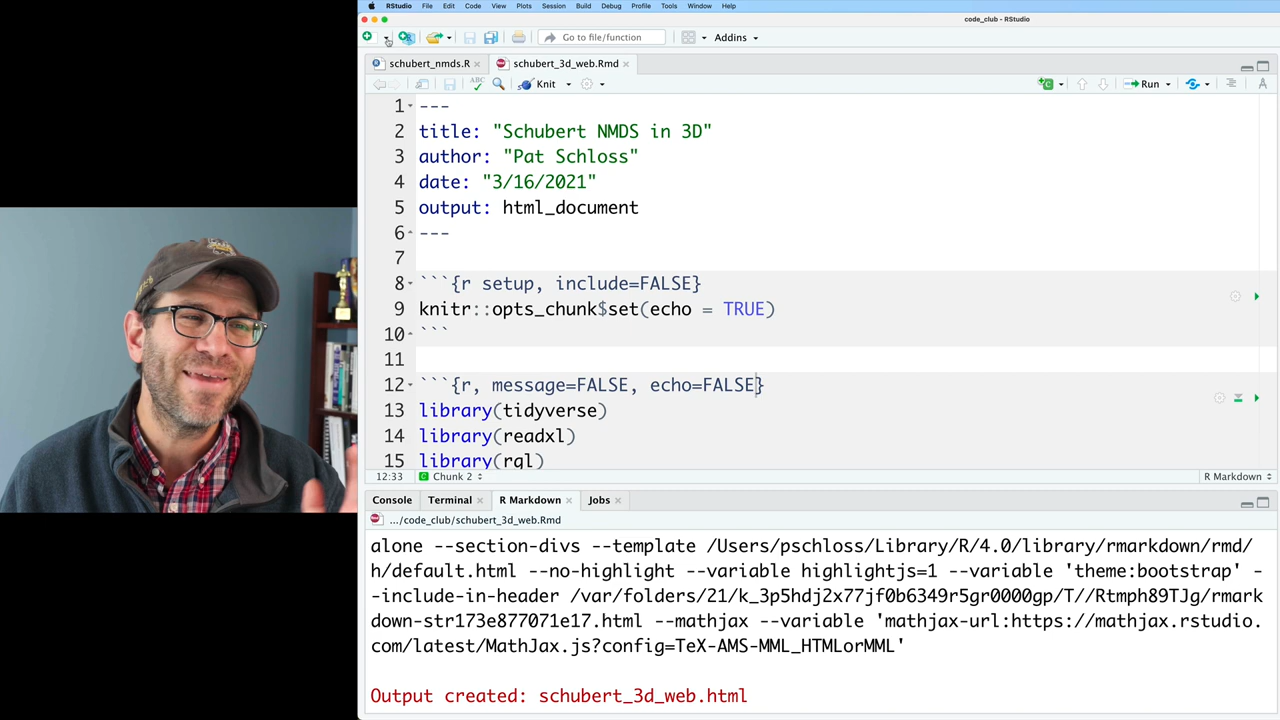 RStudio File Edit Code View Plots Session Build Debug Profile Tools Window Help
code_club - RStudio
Go to file/function Addins
schubert_nmds.R schubert_3d_web.Rmd
ABC Knit Run
1 ---
2 title: "Schubert NMDS in 3D"
3 author: "Pat Schloss"
4 date: "3/16/2021"
5 output: html_document
6 ---
7
8 ```{r setup, include=FALSE}
9 knitr::opts_chunk$set(echo = TRUE)
10 ```
11
12 ```{r, message=FALSE, echo=FALSE}
13 library(tidyverse)
14 library(readxl)
15 library(rgl)
12:33 Chunk 2 R Markdown
Console Terminal R Markdown Jobs
.../code_club/schubert_3d_web.Rmd
alone --section-divs --template /Users/pschloss/Library/R/4.0/library/rmarkdown/rmd/
h/default.html --no-highlight --variable highlightjs=1 --variable 'theme:bootstrap' -
-include-in-header /var/folders/21/k_3p5hdj2x77jf0b6349r5gr0000gp/T//Rtmph89TJg/rmark
down-str173e877071e17.html --mathjax --variable 'mathjax-url:https://mathjax.rstudio.
com/latest/MathJax.js?config=TeX-AMS-MML_HTMLorMML'
Output created: schubert_3d_web.html